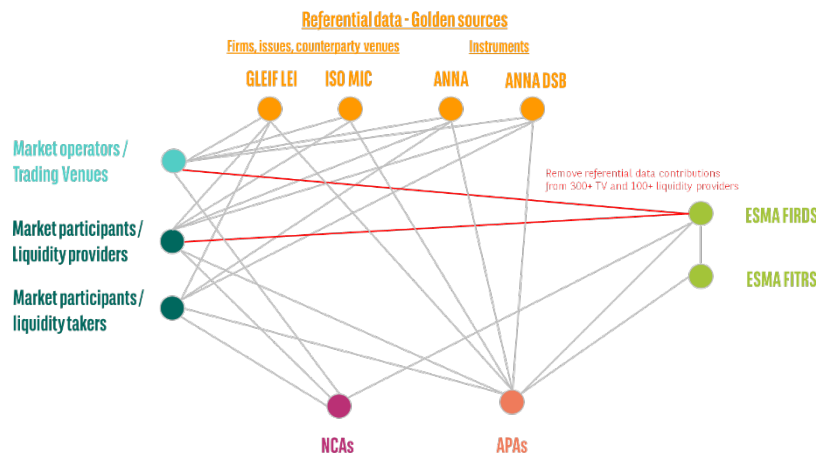 Referential data - Golden sources
Firms, issues, counterparty venues
Instruments
GLEIF LEI
ISO MIC
ANNA
ANNA DSB
Market operators /
Trading Venues
Remove referential data contributions
from 300+ TV and 100+ liquidity providers
Market participants /
Liquidity providers
ESMA FIRDS
ESMA FITRS
Market participants /
liquidity takers
NCAs
APAs